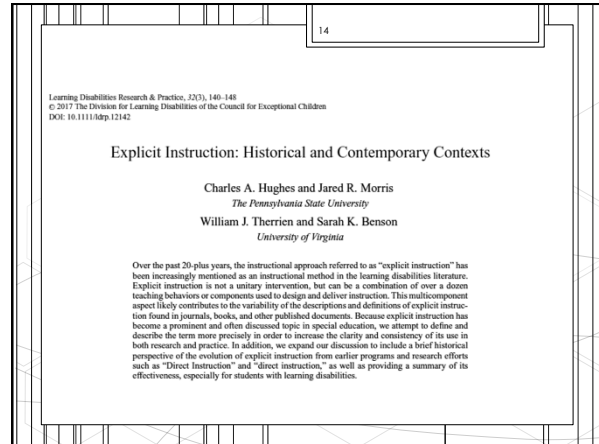 14
Learning Disabilities Research & Practice, 32(3), 140–148
© 2017 The Division for Learning Disabilities of the Council for Exceptional Children
DOI: 10.1111/ldrp.12142
Explicit Instruction: Historical and Contemporary Contexts
Charles A. Hughes and Jared R. Morris
The Pennsylvania State University
William J. Therrien and Sarah K. Benson
University of Virginia
Over the past 20-plus years, the instructional approach referred to as “explicit instruction” has
been increasingly mentioned as an instructional method in the learning disabilities literature.
Explicit instruction is not a unitary intervention, but can be a combination of over a dozen
teaching behaviors or components used to design and deliver instruction. This multicomponent
aspect likely contributes to the variability of the descriptions and definitions of explicit instruc-
tion found in journals, books, and other published documents. Because explicit instruction has
become a prominent and often discussed topic in special education, we attempt to define and
describe the term more precisely in order to increase the clarity and consistency of its use in
both research and practice. In addition, we expand our discussion to include a brief historical
perspective of the evolution of explicit instruction from earlier programs and research efforts
such as “Direct Instruction” and “direct instruction,” as well as providing a summary of its
effectiveness, especially for students with learning disabilities.